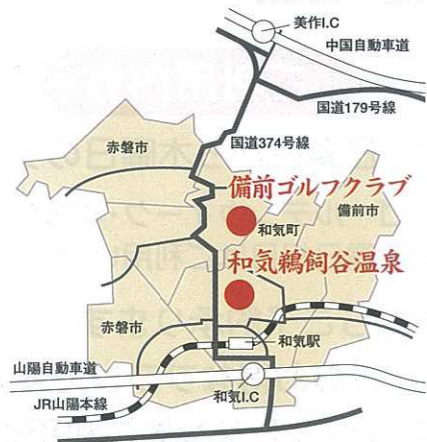 美作I.C
中国自動車道
国道179号線
国道374号線
赤磐市
備前ゴルフクラブ
備前市
和気町
和気鵜飼谷温泉
赤磐市
和気駅
山陽自動車道
和気I.C
JR山陽本線